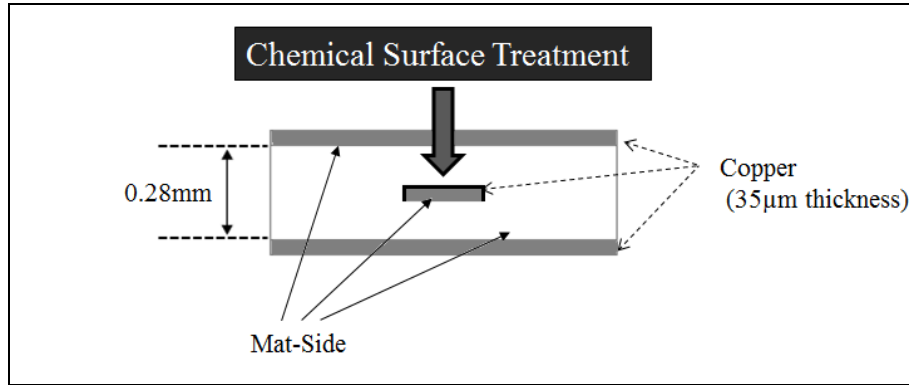 Chemical Surface Treatment
0.28mm
Copper
(35µm thickness)
Mat-Side